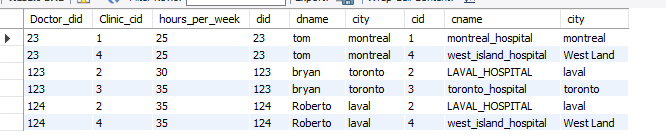 Doctor_did Clinic_cid hours_per_week did dname city cid cname city
23 1 25 23 tom montreal 1 montreal_hospital montreal
23 4 25 23 tom montreal 4 west_island_hospital West Land
123 2 30 123 bryan toronto 2 LAVAL_HOSPITAL laval
123 3 35 123 bryan toronto 3 toronto_hospital toronto
124 2 35 124 Roberto laval 2 LAVAL_HOSPITAL laval
124 4 35 124 Roberto laval 4 west_island_hospital West Land